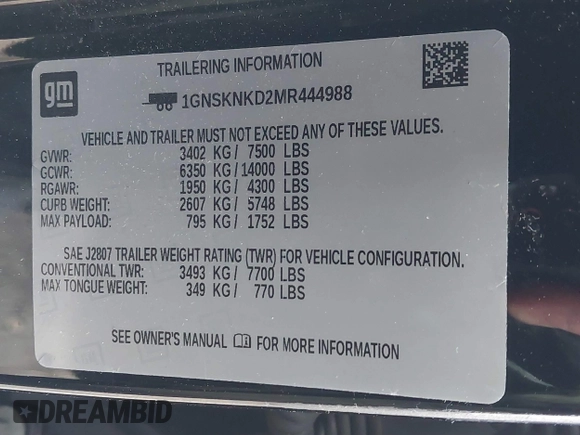 gm
TRAILERING INFORMATION
1GNSKNKD2MR444988
VEHICLE AND TRAILER MUST NOT EXCEED ANY OF THESE VALUES.
GVWR: 3402 KG / 7500 LBS
GCWR: 6350 KG / 14000 LBS
RGAWR: 1950 KG / 4300 LBS
CURB WEIGHT: 2607 KG / 5748 LBS
MAX PAYLOAD: 795 KG / 1752 LBS
SAE J2807 TRAILER WEIGHT RATING (TWR) FOR VEHICLE CONFIGURATION.
CONVENTIONAL TWR: 3493 KG / 7700 LBS
MAX TONGUE WEIGHT: 349 KG / 770 LBS
SEE OWNER'S MANUAL FOR MORE INFORMATION
DREAMBID